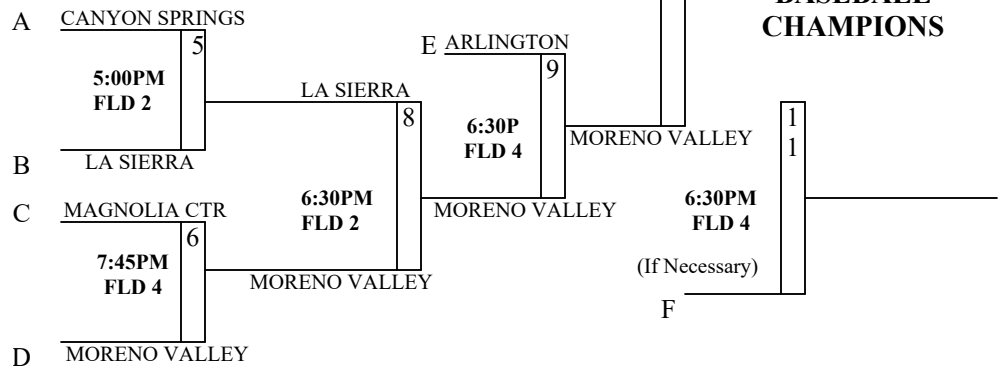 BASEBALL
CHAMPIONS
A CANYON SPRINGS
5
5:00PM
FLD 2
B LA SIERRA
C MAGNOLIA CTR
6
7:45PM
FLD 4
D MORENO VALLEY
LA SIERRA
8
6:30PM
FLD 2
MORENO VALLEY
E ARLINGTON
9
6:30P
FLD 4
MORENO VALLEY
MORENO VALLEY
1
1
6:30PM
FLD 4
(If Necessary)
F